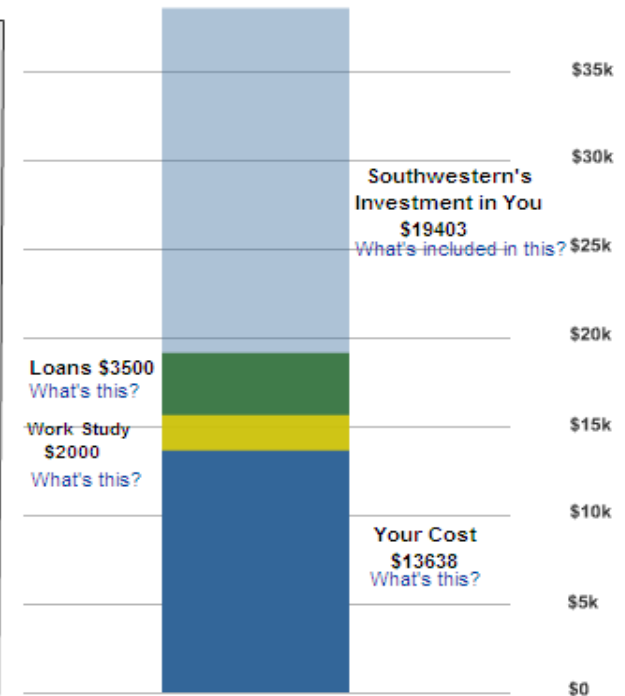 $35k
$30k
Southwestern's
Investment in You
$19403
What's included in this?
$25k
$20k
Loans $3500
What's this?
$15k
Work Study
$2000
What's this?
$10k
Your Cost
$13638
What's this?
$5k
$0